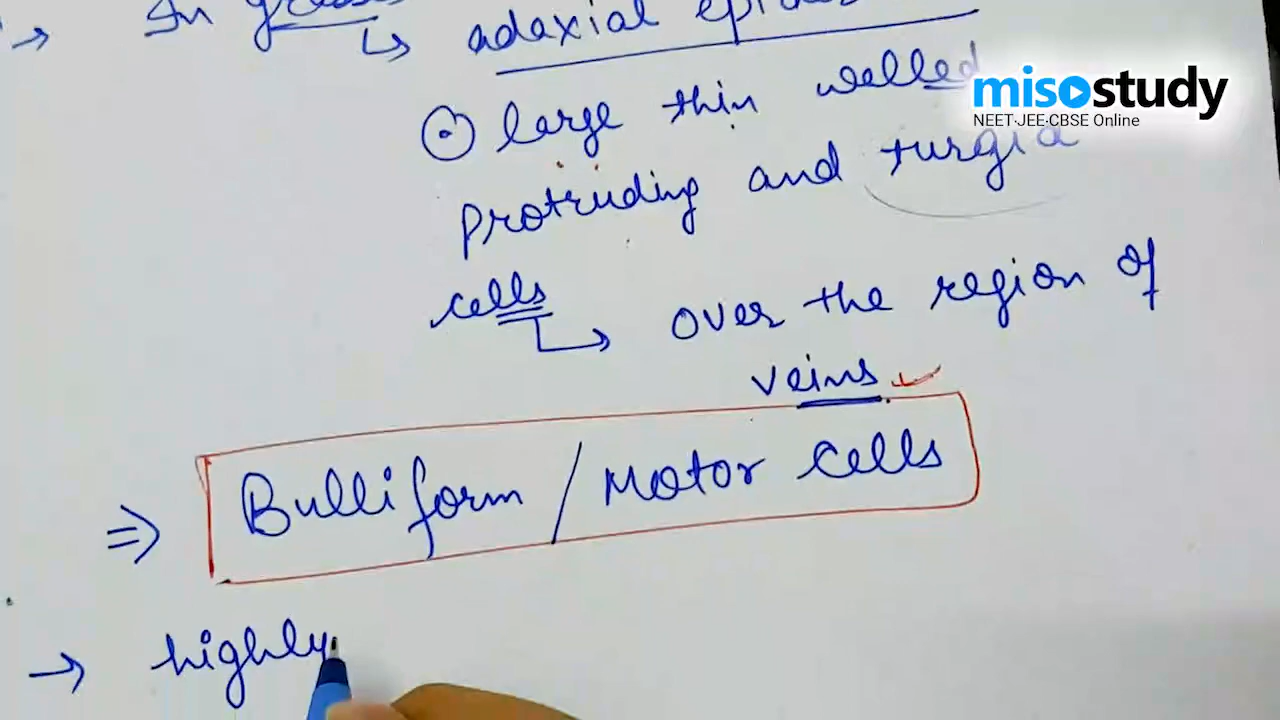 → In
↳ adaxial
⊙ large thin walled
protruding and turgid
cells
↳ over the region of
veins ✓
⇒ Bulliform / Motor cells
→ highly
misostudy
NEET·JEE·CBSE Online